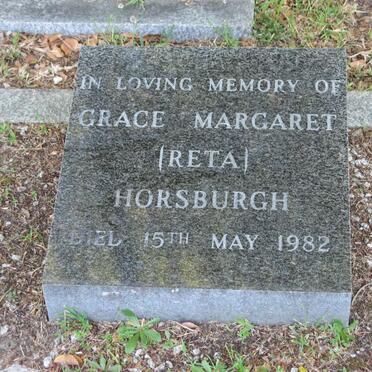 IN LOVING MEMORY OF
GRACE MARGARET
(RETA)
HORSBURGH
DIED 15TH MAY 1982